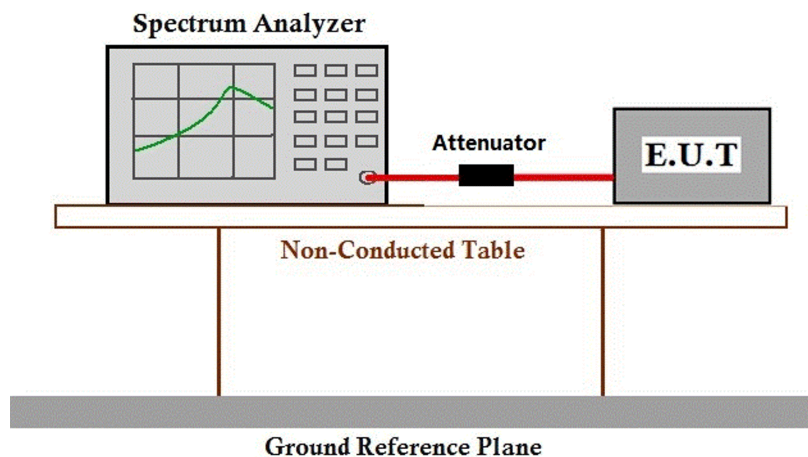 Spectrum Analyzer
Attenuator
E.U.T
Non-Conducted Table
Ground Reference Plane